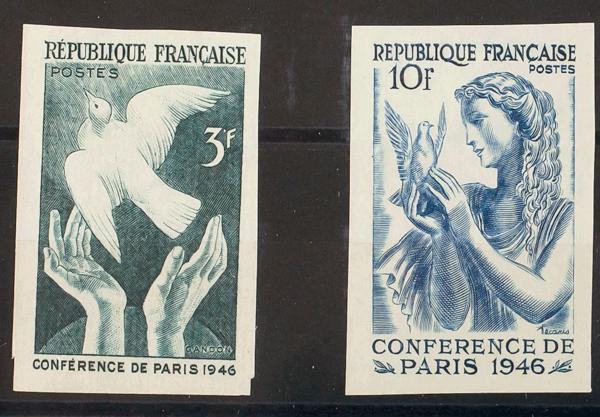 RÉPUBLIQUE FRANÇAISE
POSTES
3F
GANDON
CONFÉRENCE DE PARIS 1946
REPUBLIQUE FRANÇAISE
10F
POSTES
Decaris
CONFERENCE DE
PARIS 1946